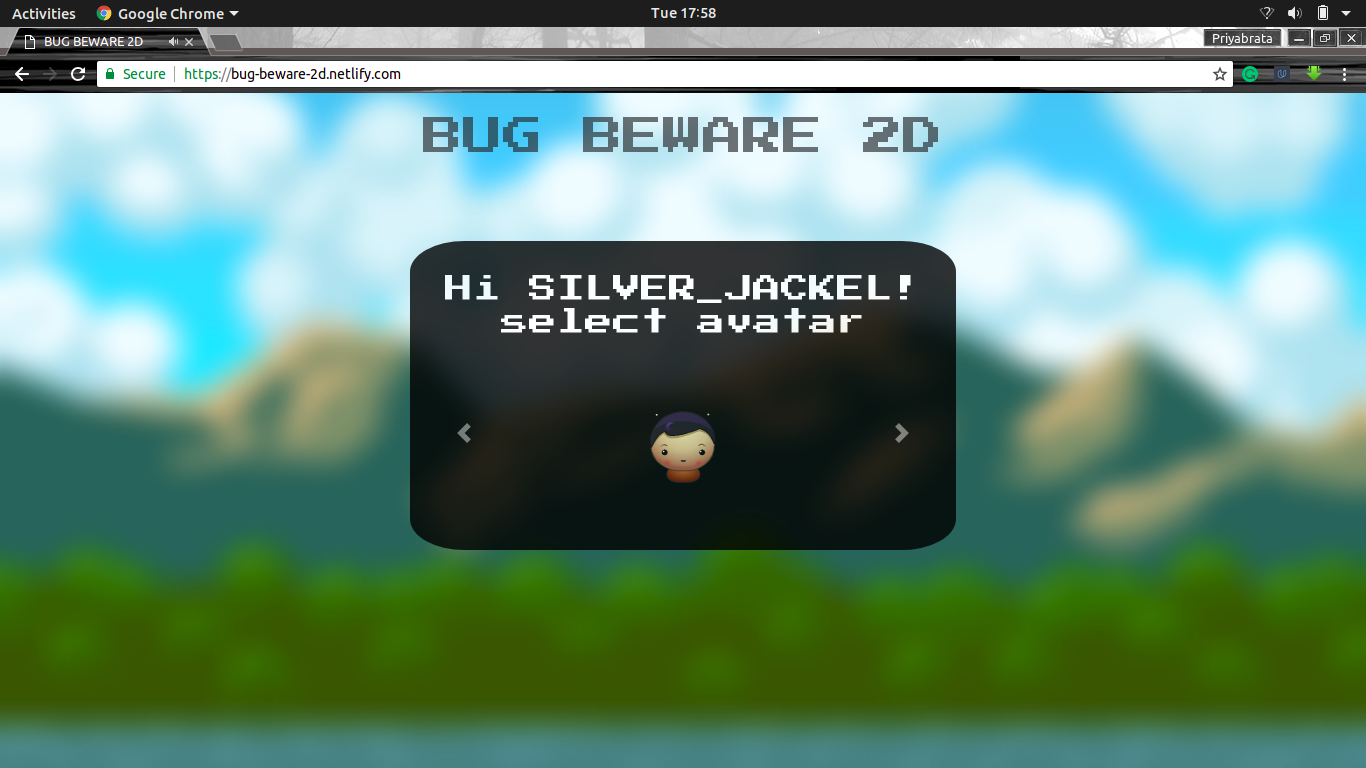 Activities Google Chrome Tue 17:58
BUG BEWARE 2D Priyabrata
Secure https://bug-beware-2d.netlify.com
BUG BEWARE 2D
Hi SILVER_JACKEL!
select avatar